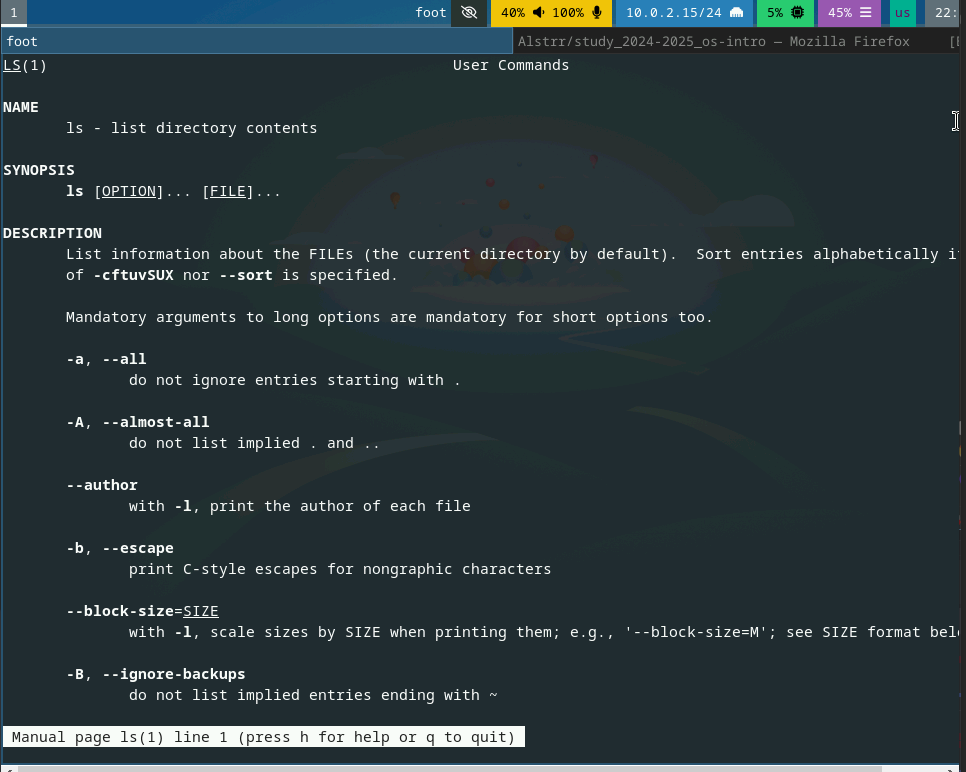 1 foot 40% 100% 10.0.2.15/24 5% 45% us 22:
foot Alstrr/study_2024-2025_os-intro — Mozilla Firefox
LS(1) User Commands
NAME
ls - list directory contents
SYNOPSIS
ls [OPTION]... [FILE]...
DESCRIPTION
List information about the FILEs (the current directory by default). Sort entries alphabetically
of -cftuvSUX nor --sort is specified.
Mandatory arguments to long options are mandatory for short options too.
-a, --all
do not ignore entries starting with .
-A, --almost-all
do not list implied . and ..
--author
with -l, print the author of each file
-b, --escape
print C-style escapes for nongraphic characters
--block-size=SIZE
with -l, scale sizes by SIZE when printing them; e.g., '--block-size=M'; see SIZE format
-B, --ignore-backups
do not list implied entries ending with ~
Manual page ls(1) line 1 (press h for help or q to quit)